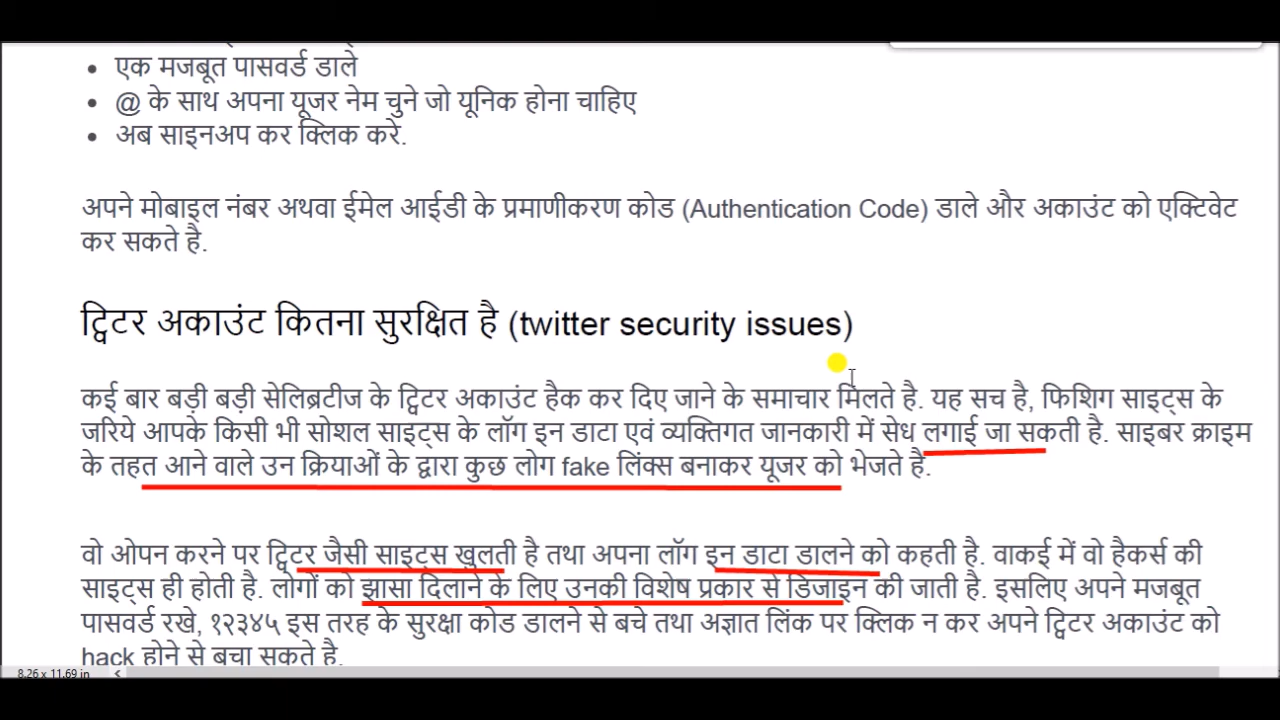 एक मजबूत पासवर्ड डाले
@ के साथ अपना यूजर नेम चुने जो यूनिक होना चाहिए
अब साइनअप कर क्लिक करे.
अपने मोबाइल नंबर अथवा ईमेल आईडी के प्रमाणीकरण कोड (Authentication Code) डाले और अकाउंट को एक्टिवेट
कर सकते है.
ट्विटर अकाउंट कितना सुरक्षित है (twitter security issues)
कई बार बड़ी बड़ी सेलिब्रटीज के ट्विटर अकाउंट हैक कर दिए जाने के समाचार मिलते है. यह सच है, फिशिग साइट्स के
जरिये आपके किसी भी सोशल साइट्स के लॉग इन डाटा एवं व्यक्तिगत जानकारी में सेध लगाई जा सकती है. साइबर क्राइम
के तहत आने वाले उन क्रियाओं के द्वारा कुछ लोग fake लिंक्स बनाकर यूजर को भेजते है.
वो ओपन करने पर ट्विटर जैसी साइट्स खुलती है तथा अपना लॉग इन डाटा डालने को कहती है. वाकई में वो हैकर्स की
साइट्स ही होती है. लोगों को झासा दिलाने के लिए उनकी विशेष प्रकार से डिजाइन की जाती है. इसलिए अपने मजबूत
पासवर्ड रखे, १२३४५ इस तरह के सुरक्षा कोड डालने से बचे तथा अज्ञात लिंक पर क्लिक न कर अपने ट्विटर अकाउंट को
hack होने से बचा सकते है.
8.26 x 11.69 in